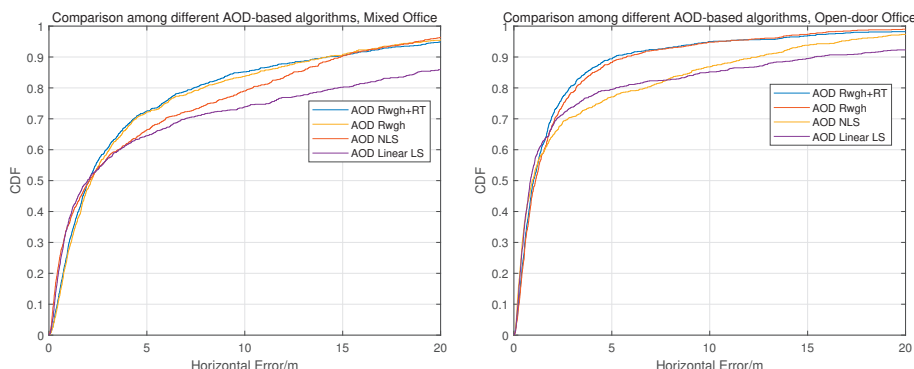 Comparison among different AOD-based algorithms, Mixed Office
1
0.9
0.8
0.7
0.6
0.5
0.4
0.3
0.2
0.1
0
CDF
AOD Rwgh+RT
AOD Rwgh
AOD NLS
AOD Linear LS
0 5 10 15 20
Horizontal Error/m
Comparison among different AOD-based algorithms, Open-door Office
1
0.9
0.8
0.7
0.6
0.5
0.4
0.3
0.2
0.1
0
CDF
AOD Rwgh+RT
AOD Rwgh
AOD NLS
AOD Linear LS
0 5 10 15 20
Horizontal Error/m